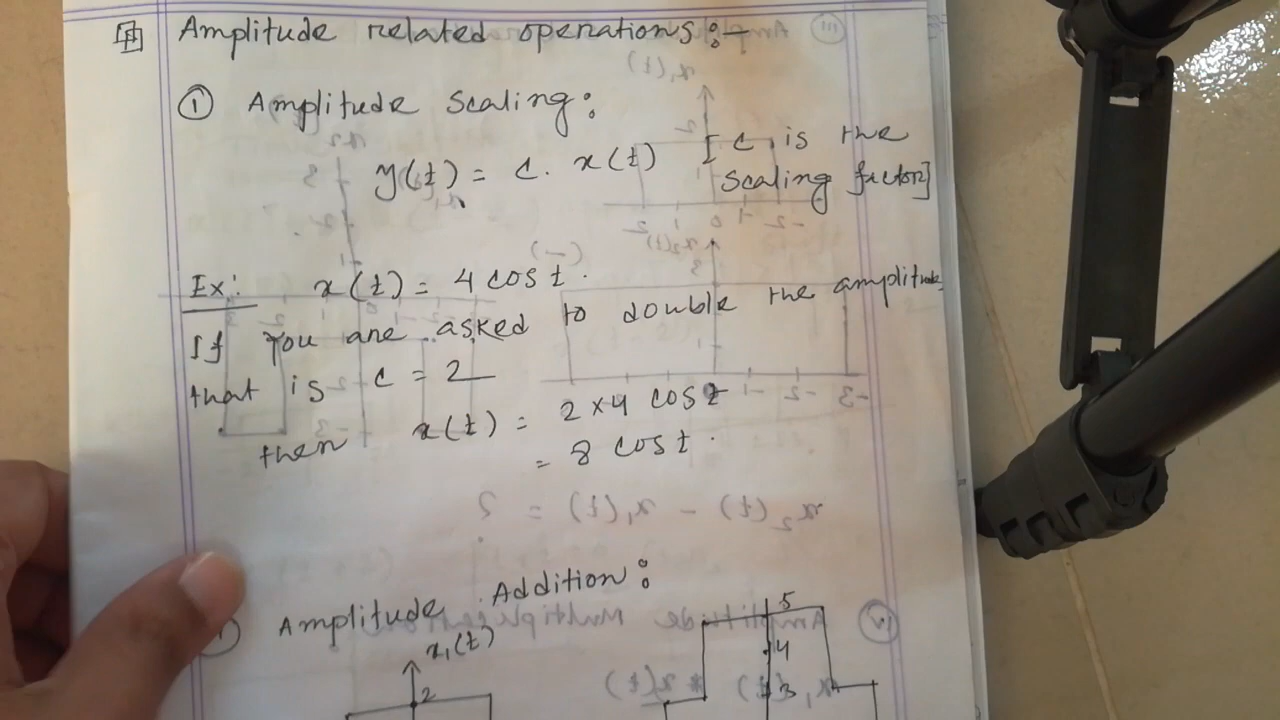 Amplitude related operations:-
① Amplitude Scaling:
y(t) = c. x(t) [c is the
scaling factor]
Ex: x(t) = 4 cos t.
If you are asked to double the amplitude.
that is c = 2
then x(t) = 2×4 cos t
= 8 cos t.
Amplitude Addition:
x₁(t)
2
5
4
3